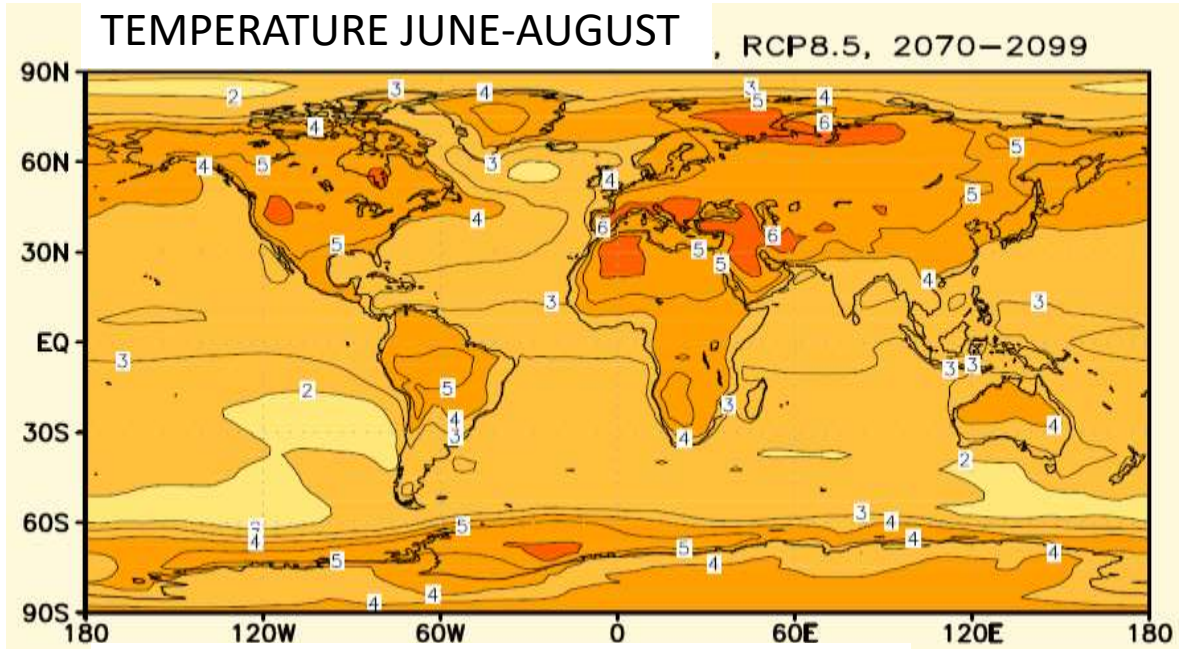 TEMPERATURE JUNE-AUGUST , RCP8.5, 2070−2099
90N
3 4 3 4
2 5
4 6
5
60N 4 5 3
4
5
4 6 6
30N 5 5
5
4
3 3
EQ
3 3 3
2 5
3
4 4
30S 3 4
2
60S 5 3 4
4 4
5 5 4 4
4 4
90S
180 120W 60W 0 60E 120E 180